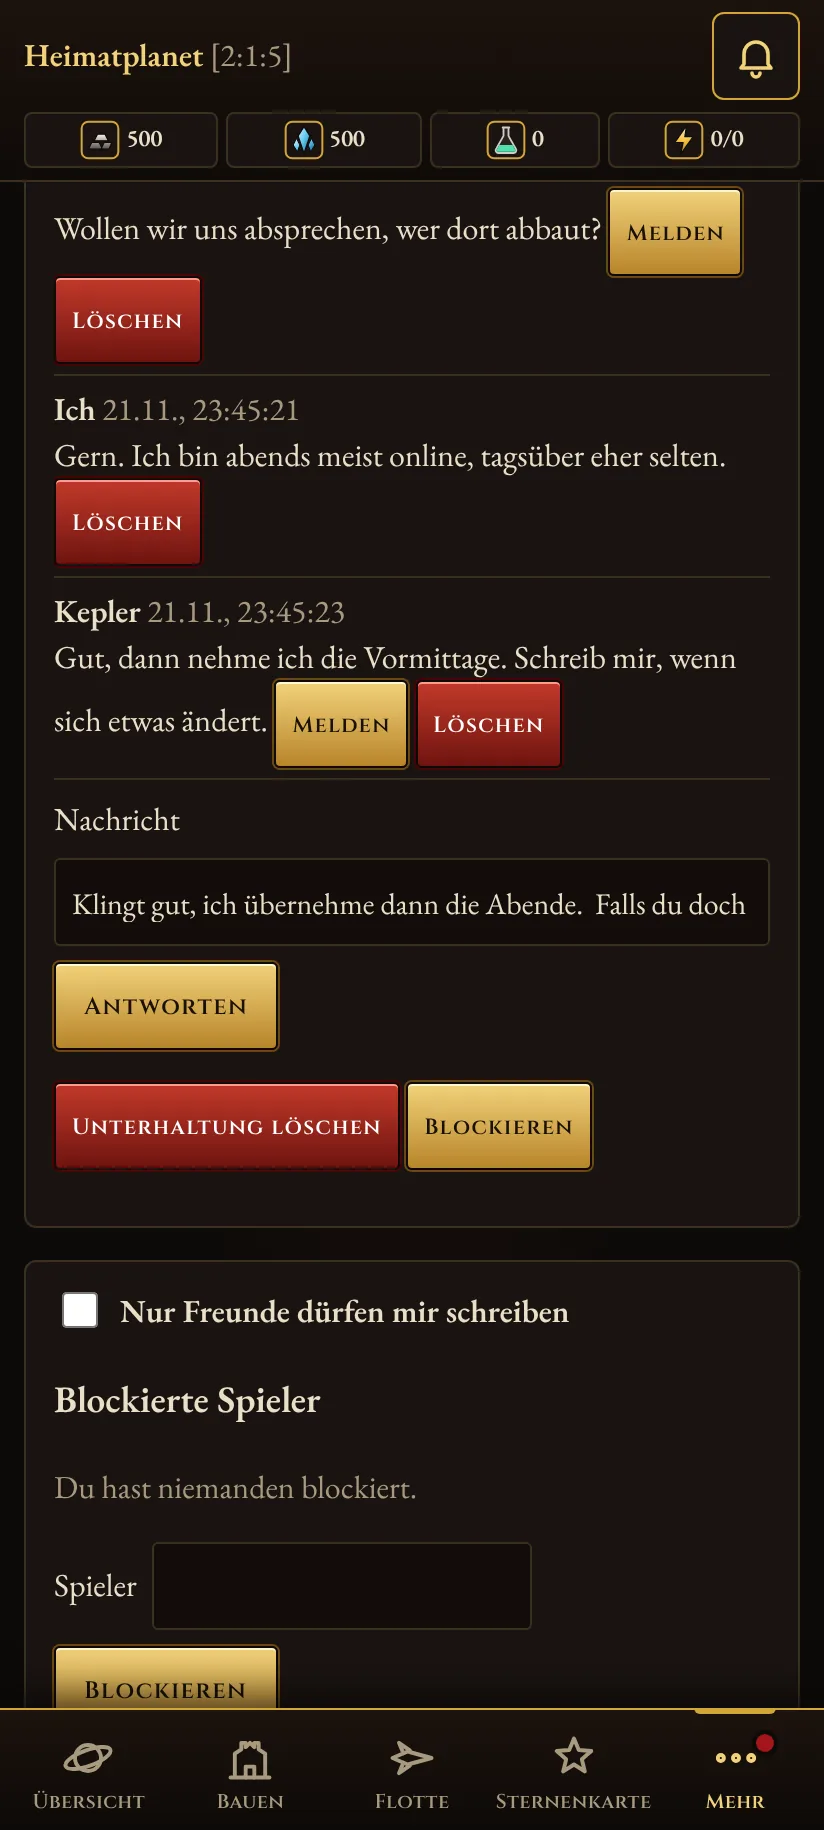 Heimatplanet [2:1:5]
500 500 0 0/0
Wollen wir uns absprechen, wer dort abbaut? Melden
Löschen
Ich 21.11., 23:45:21
Gern. Ich bin abends meist online, tagsüber eher selten.
Löschen
Kepler 21.11., 23:45:23
Gut, dann nehme ich die Vormittage. Schreib mir, wenn
sich etwas ändert. Melden Löschen
Nachricht
Klingt gut, ich übernehme dann die Abende.  Falls du doch
Antworten
Unterhaltung löschen Blockieren
Nur Freunde dürfen mir schreiben
Blockierte Spieler
Du hast niemanden blockiert.
Spieler
Blockieren
Übersicht Bauen Flotte Sternenkarte Mehr